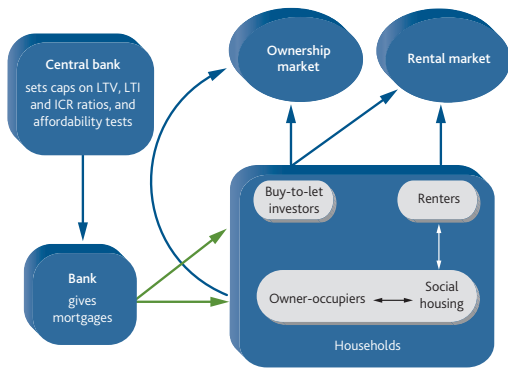 Central bank
sets caps on LTV, LTI
and ICR ratios, and
affordability tests
Ownership
market
Rental market
Buy-to-let
investors
Renters
Bank
gives
mortgages
Owner-occupiers
Social
housing
Households